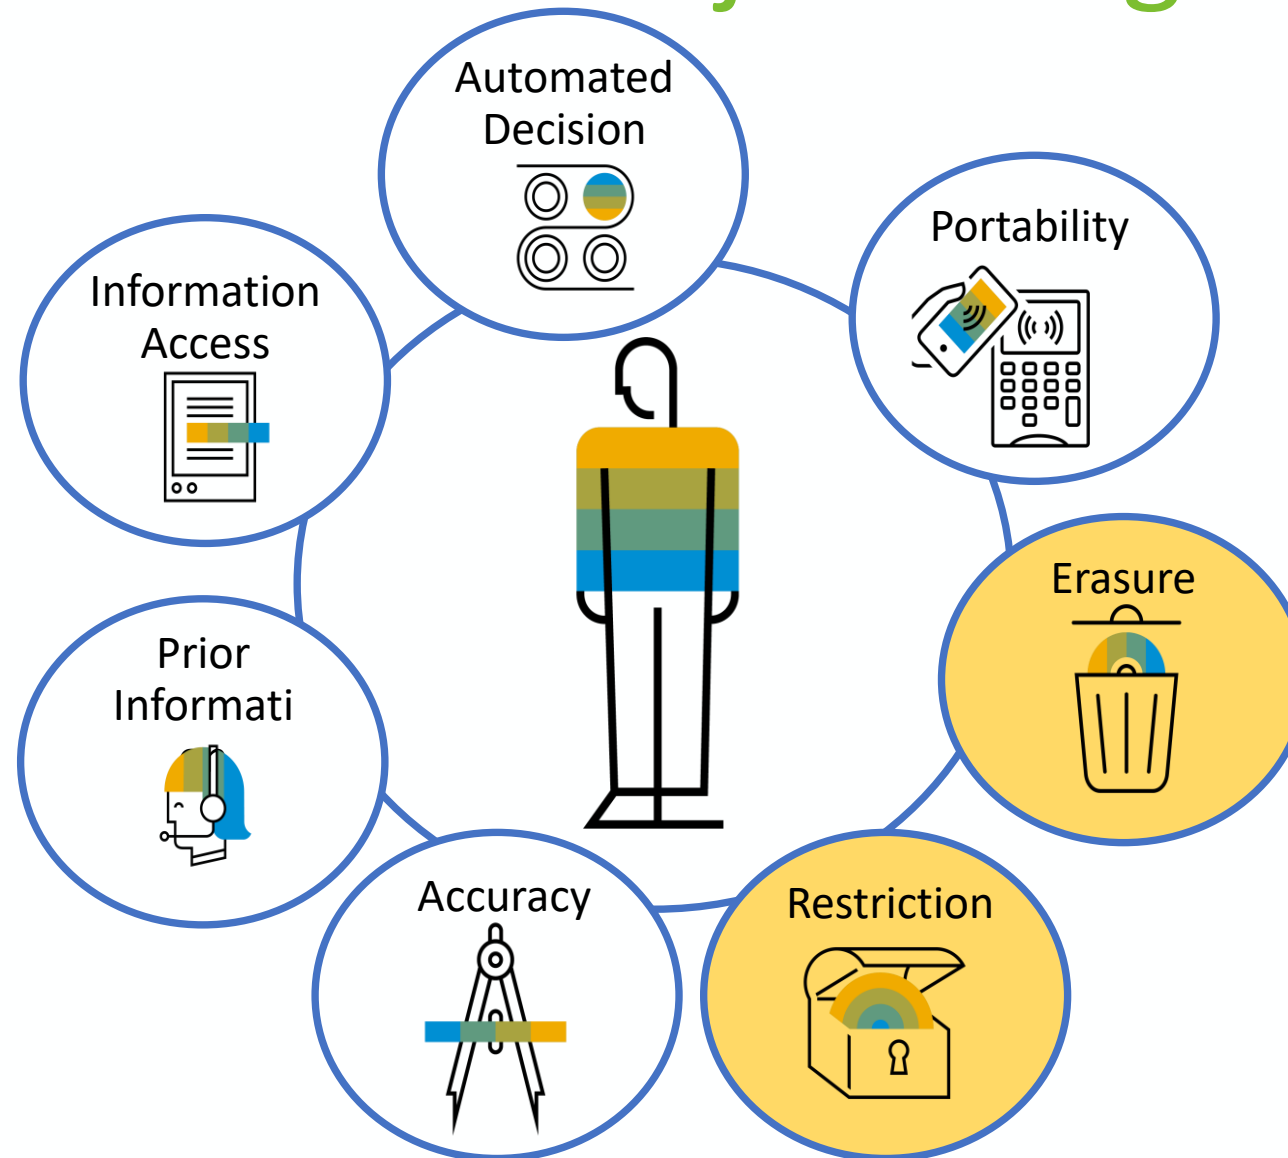 Automated
Decision
Portability
Information
Access
Erasure
Prior
Informati
Accuracy
Restriction